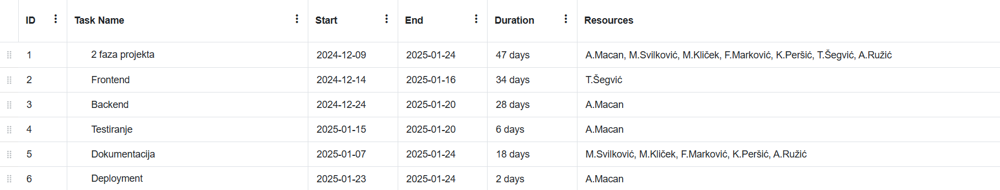 ID Task Name Start End Duration Resources
1 2 faza projekta 2024-12-09 2025-01-24 47 days A.Macan, M.Svilković, M.Kliček, F.Marković, K.Peršić, T.Šegvić, A.Ružić
2 Frontend 2024-12-14 2025-01-16 34 days T.Šegvić
3 Backend 2024-12-24 2025-01-20 28 days A.Macan
4 Testiranje 2025-01-15 2025-01-20 6 days A.Macan
5 Dokumentacija 2025-01-07 2025-01-24 18 days M.Svilković, M.Kliček, F.Marković, K.Peršić, A.Ružić
6 Deployment 2025-01-23 2025-01-24 2 days A.Macan